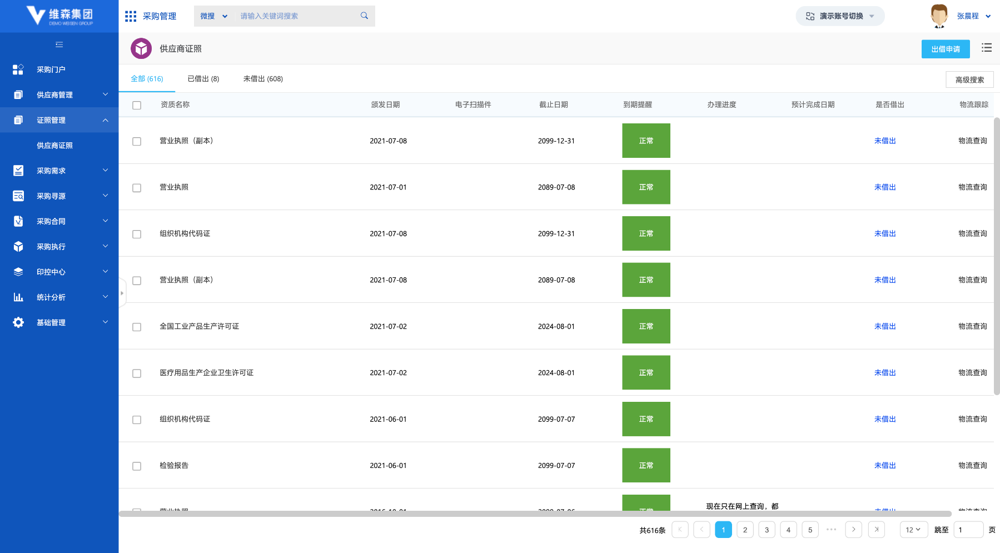 维森集团
DEMO WEISEN GROUP
采购管理
微搜
请输入关键词搜索
演示账号切换
张晨程
采购门户
供应商管理
证照管理
供应商证照
采购需求
采购寻源
采购合同
采购执行
印控中心
统计分析
基础管理
供应商证照
出借申请
全部 (616)
已借出 (8)
未借出 (608)
高级搜索
资质名称 颁发日期 电子扫描件 截止日期 到期提醒 办理进度 预计完成日期 是否借出 物流跟踪
营业执照（副本） 2021-07-08 2099-12-31 正常 未借出 物流查询
营业执照 2021-07-01 2089-07-08 正常 未借出 物流查询
组织机构代码证 2021-07-08 2099-12-31 正常 未借出 物流查询
营业执照（副本） 2021-07-08 2089-07-08 正常 未借出 物流查询
全国工业产品生产许可证 2021-07-02 2024-08-01 正常 未借出 物流查询
医疗用品生产企业卫生许可证 2021-07-02 2024-08-01 正常 未借出 物流查询
组织机构代码证 2021-06-01 2099-07-07 正常 未借出 物流查询
检验报告 2021-06-01 2099-07-07 正常 未借出 物流查询
现在只在网上查询，都
共616条 1 2 3 4 5 ••• 12 跳至 1 页